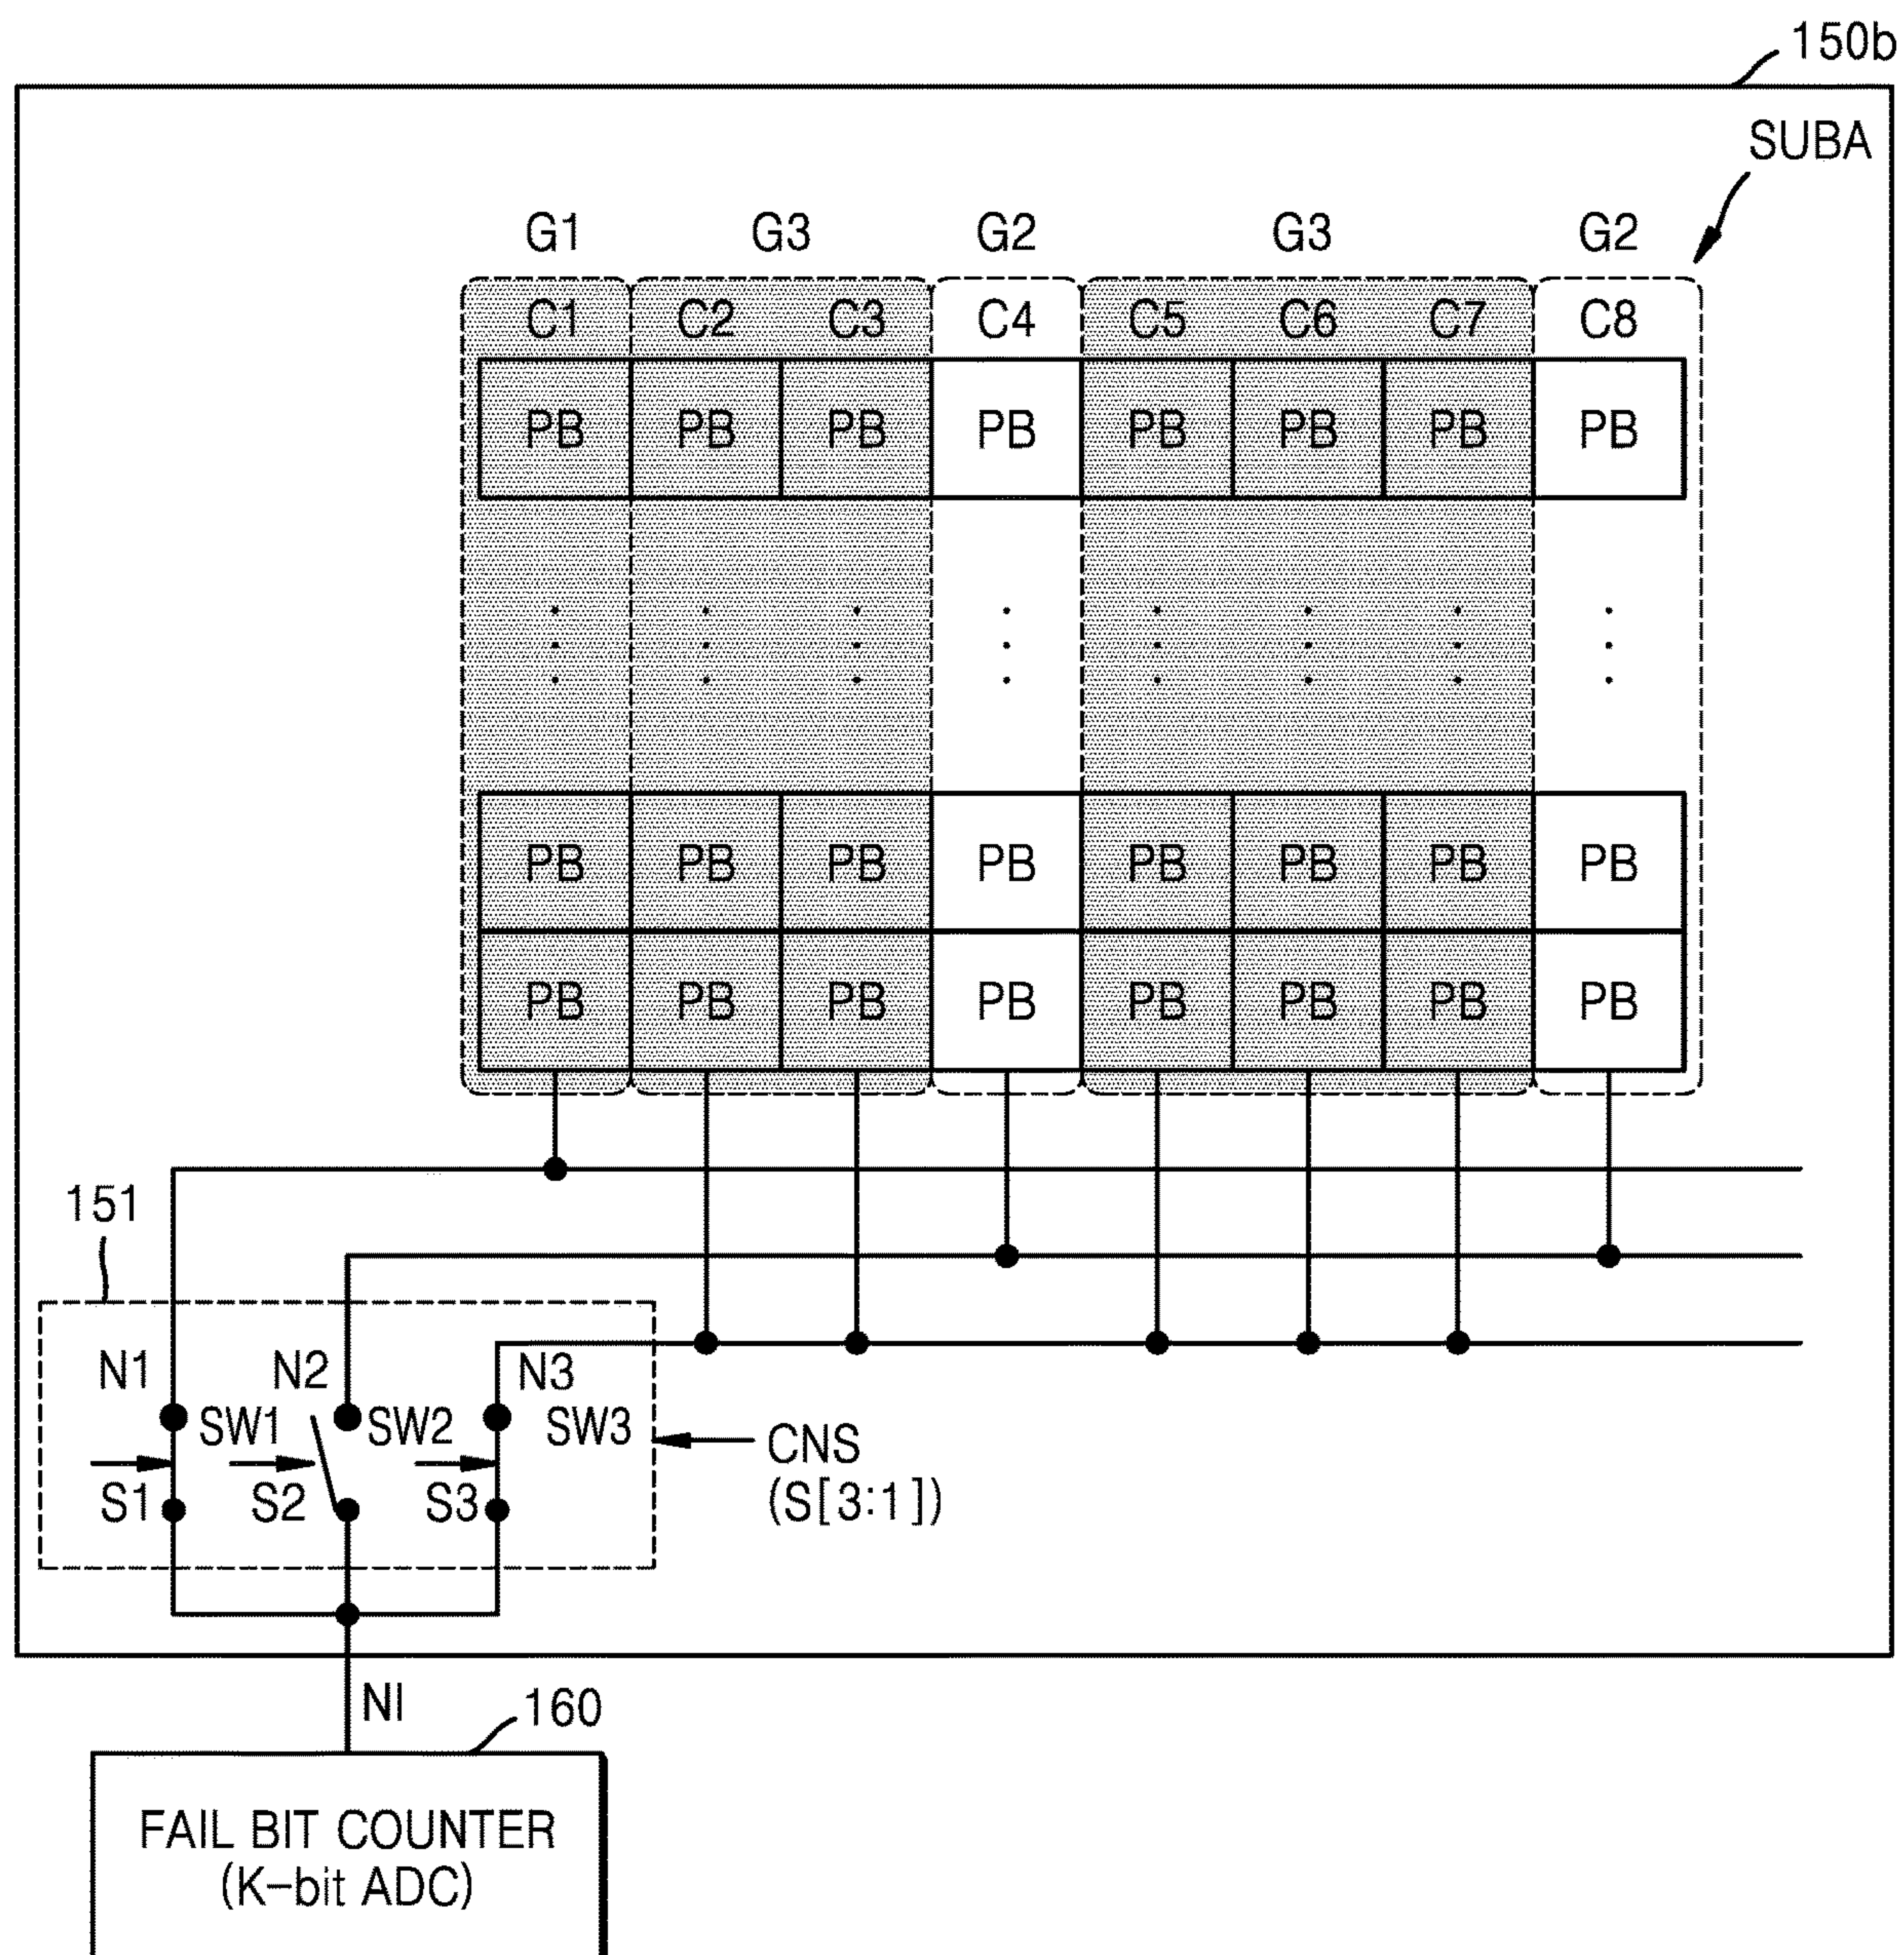 150b
SUBA
G1 G3 G2 G3 G2
C1 C2 C3 C4 C5 C6 C7 C8
PB PB PB PB PB PB PB PB
PB PB PB PB PB PB PB PB
PB PB PB PB PB PB PB PB
151
N1 N2 N3
SW1 SW2 SW3
S1 S2 S3
CNS
(S[3:1])
NI
160
FAIL BIT COUNTER
(K-bit ADC)